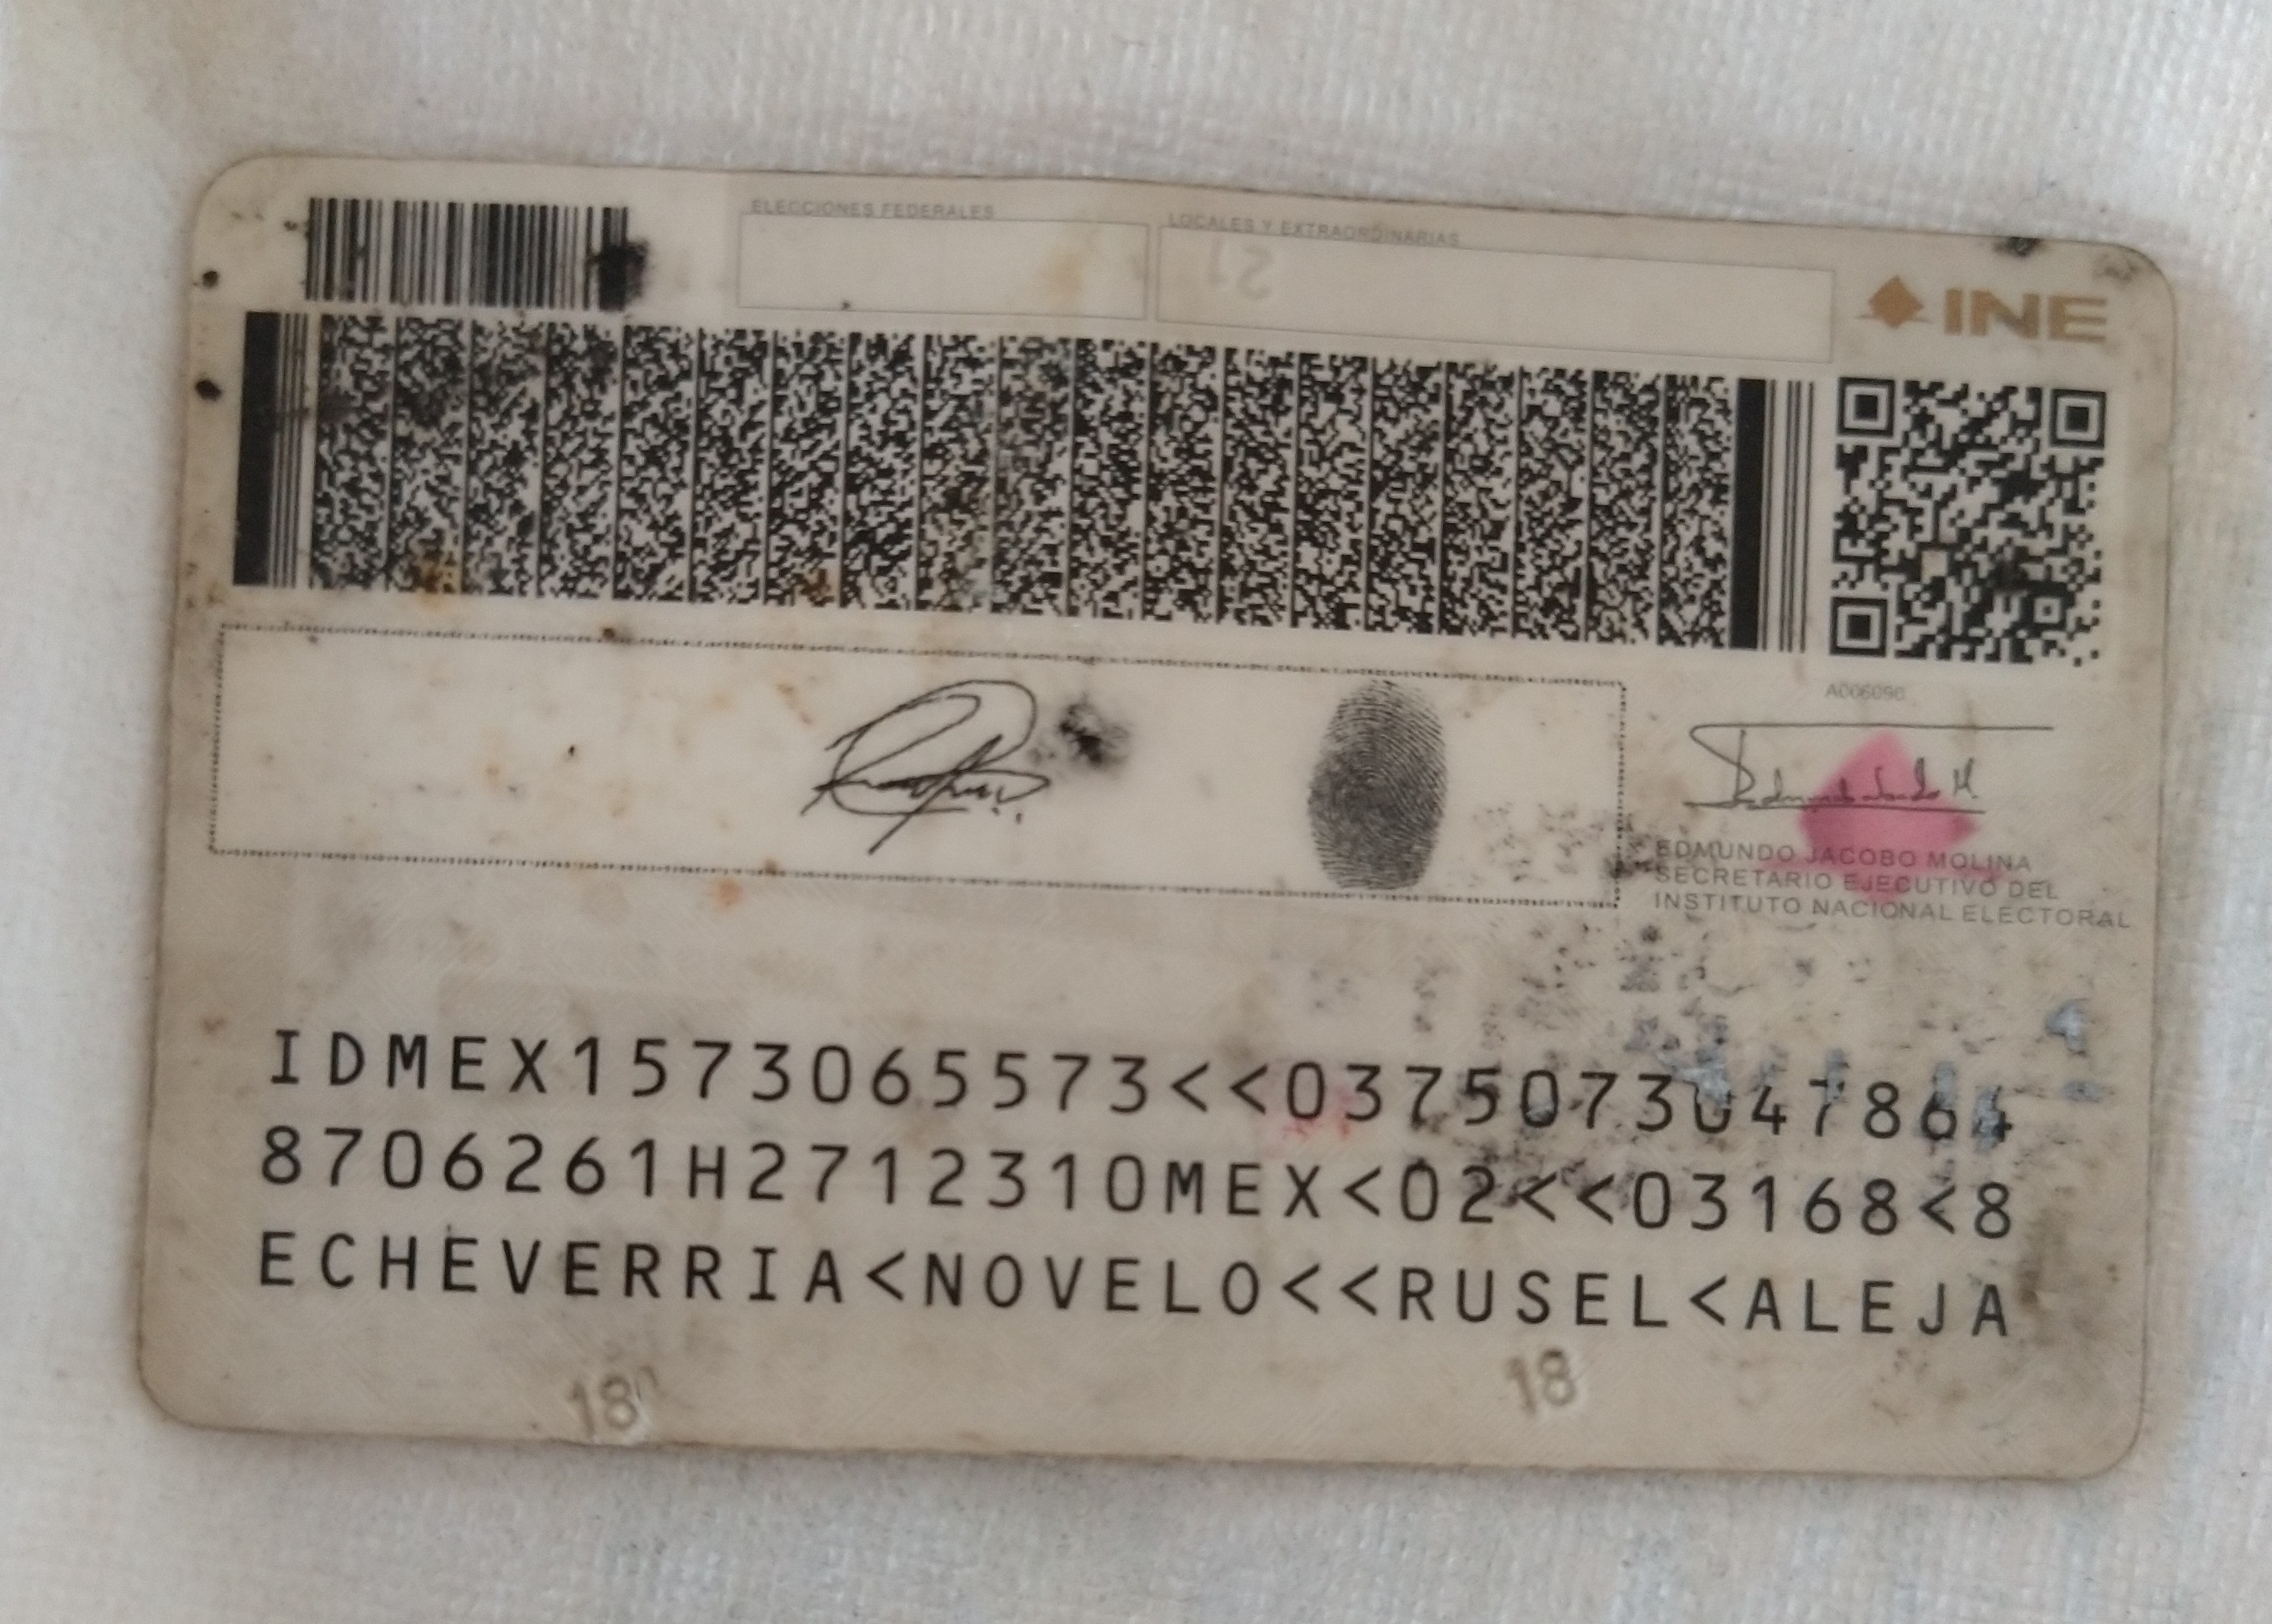 ELECCIONES FEDERALES
LOCALES Y EXTRAORDINARIAS
21
INE
A006090
EDMUNDO JACOBO MOLINA
SECRETARIO EJECUTIVO DEL
INSTITUTO NACIONAL ELECTORAL
IDMEX1573065573<<0375073047864
8706261H2712310MEX<02<<03168<8
ECHEVERRIA<NOVELO<<RUSEL<ALEJA
18
18